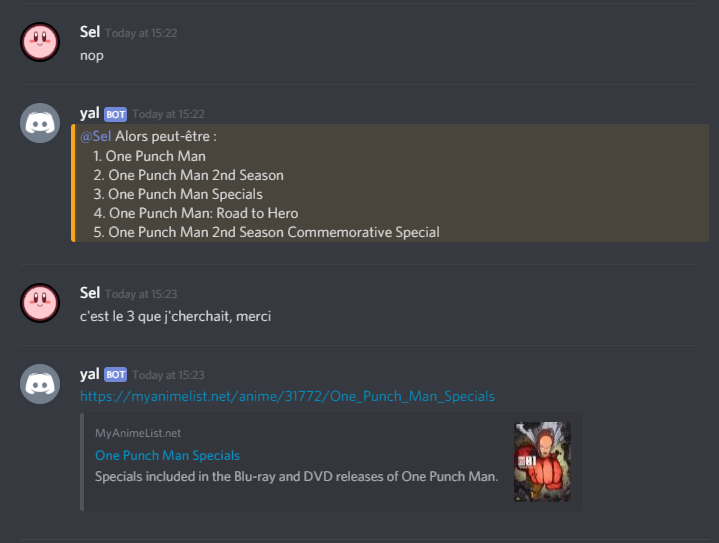 Sel Today at 15:22
nop
yal BOT Today at 15:22
@Sel Alors peut-être :
1. One Punch Man
2. One Punch Man 2nd Season
3. One Punch Man Specials
4. One Punch Man: Road to Hero
5. One Punch Man 2nd Season Commemorative Special
Sel Today at 15:23
c'est le 3 que j'cherchait, merci
yal BOT Today at 15:23
https://myanimelist.net/anime/31772/One_Punch_Man_Specials
MyAnimeList.net
One Punch Man Specials
Specials included in the Blu-ray and DVD releases of One Punch Man.
01